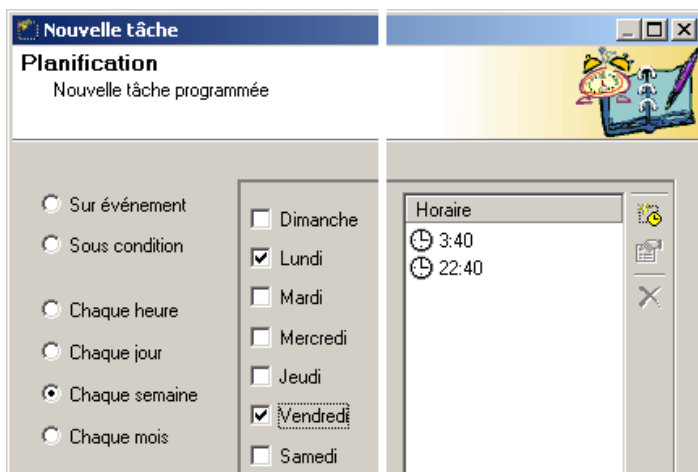 Nouvelle tâche
Planification
Nouvelle tâche programmée
Sur événement
Sous condition
Chaque heure
Chaque jour
Chaque semaine
Chaque mois
Dimanche
Lundi
Mardi
Mercredi
Jeudi
Vendredi
Samedi
Horaire
3:40
22:40